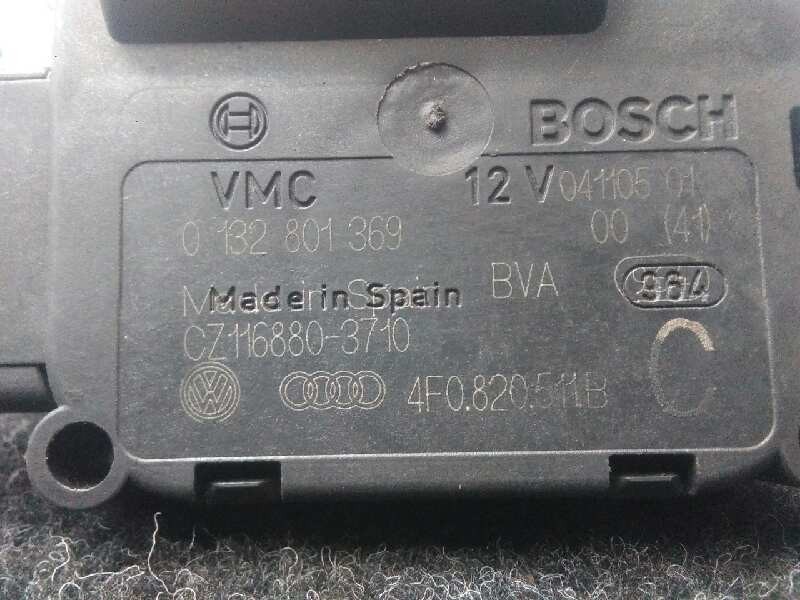 BOSCH
VMC 12 V 041105 01
0 132 801 369 00 (41)
Made in Spain BVA 964
CZ116880-3710 C
4F0.820.511.B